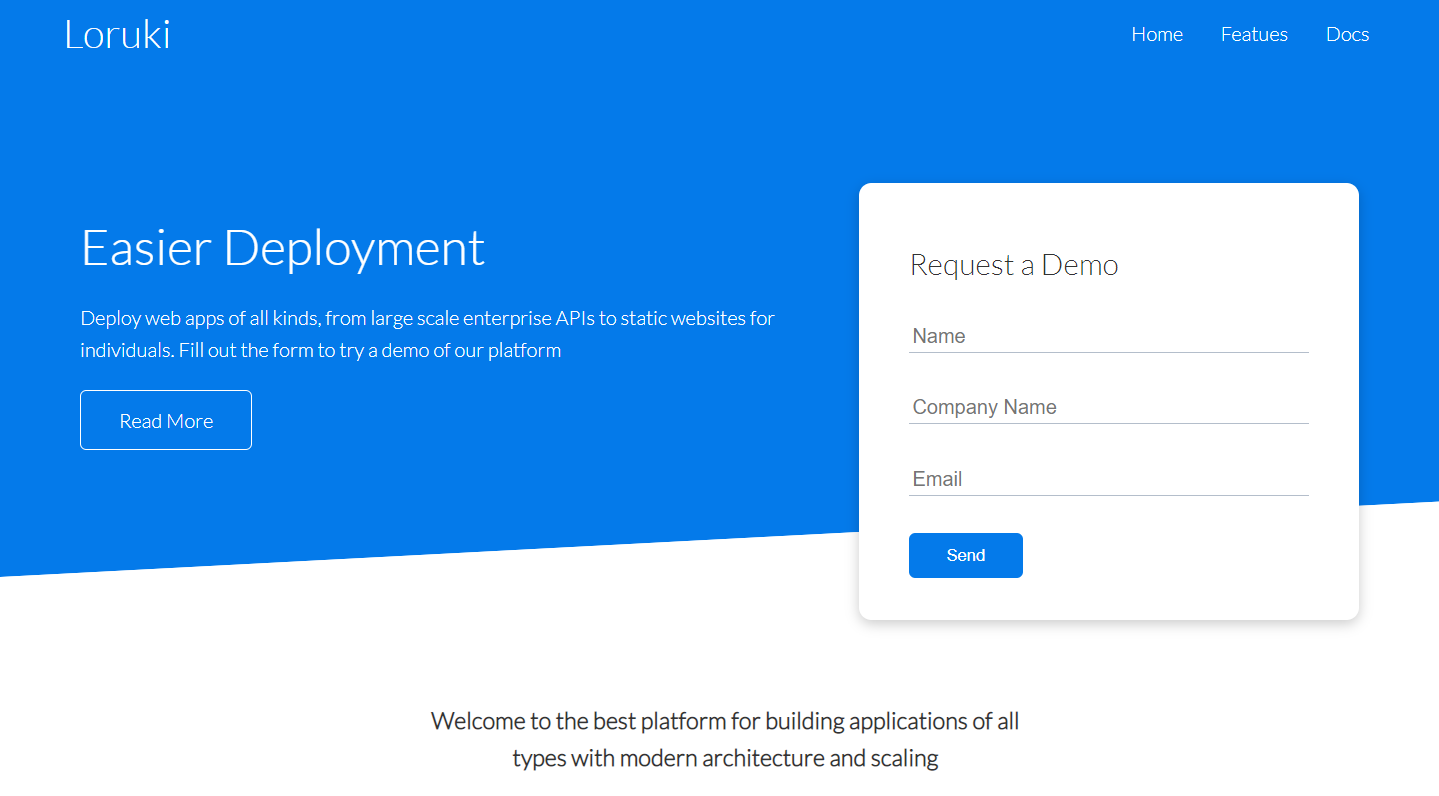 Loruki
Home Featues Docs
Easier Deployment
Deploy web apps of all kinds, from large scale enterprise APIs to static websites for
individuals. Fill out the form to try a demo of our platform
Read More
Request a Demo
Name
Company Name
Email
Send
Welcome to the best platform for building applications of all
types with modern architecture and scaling